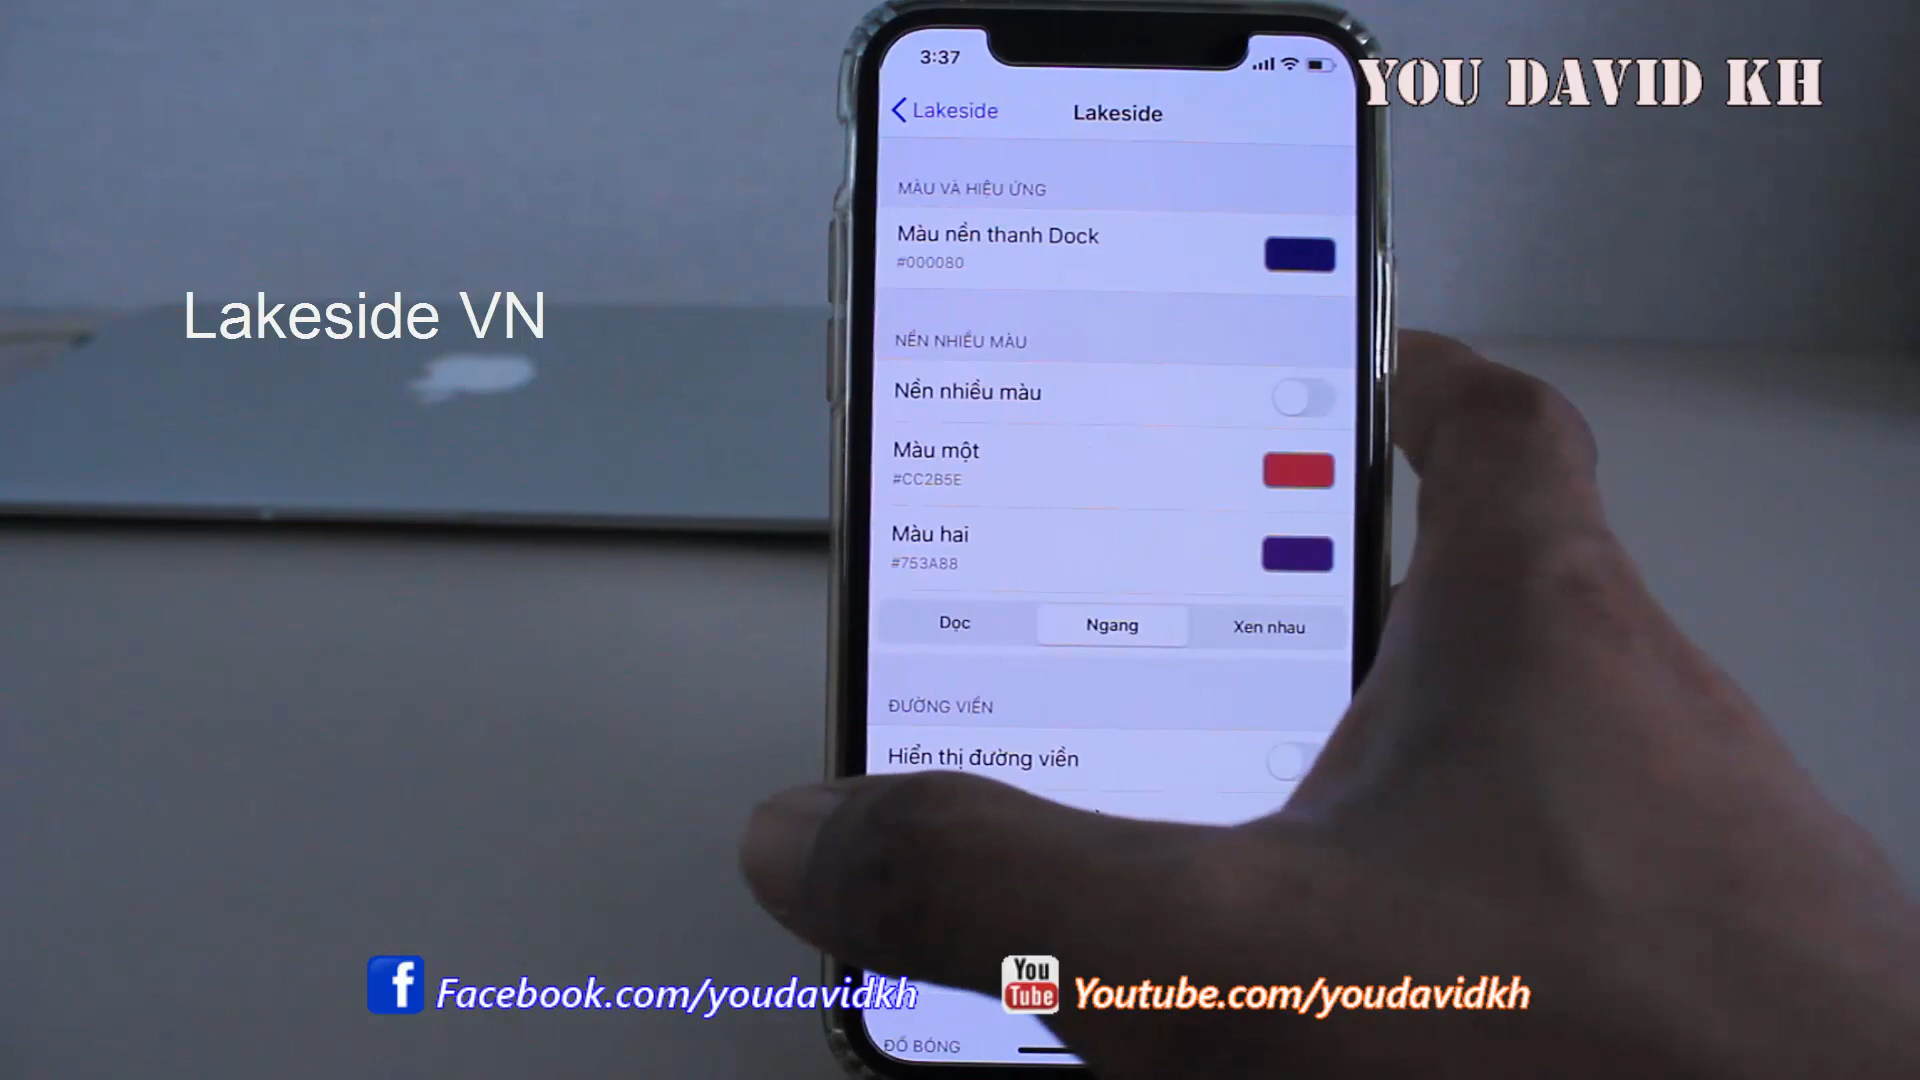 3:37
YOU DAVID KH
Lakeside
Lakeside
MÀU VÀ HIỆU ỨNG
Màu nền thanh Dock
#000080
Lakeside VN
NỀN NHIỀU MÀU
Nền nhiều màu
Màu một
#CC2B5E
Màu hai
#753A88
Dọc
Ngang
Xen nhau
ĐƯỜNG VIỀN
Hiển thị đường viền
f Facebook.com/youdavidkh
You Tube Youtube.com/youdavidkh
ĐỔ BÓNG